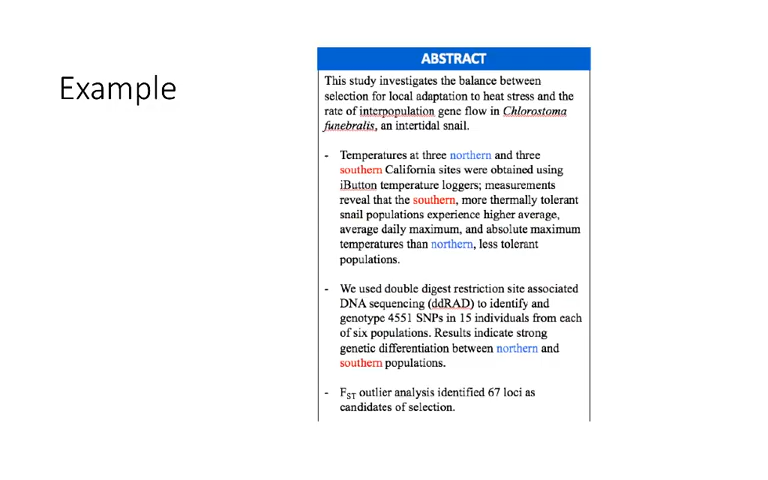 Example
ABSTRACT
This study investigates the balance between
selection for local adaptation to heat stress and the
rate of interpopulation gene flow in Chlorostoma
funebralis, an intertidal snail.
- Temperatures at three northern and three
southern California sites were obtained using
iButton temperature loggers; measurements
reveal that the southern, more thermally tolerant
snail populations experience higher average,
average daily maximum, and absolute maximum
temperatures than northern, less tolerant
populations.
- We used double digest restriction site associated
DNA sequencing (ddRAD) to identify and
genotype 4551 SNPs in 15 individuals from each
of six populations. Results indicate strong
genetic differentiation between northern and
southern populations.
- FST outlier analysis identified 67 loci as
candidates of selection.